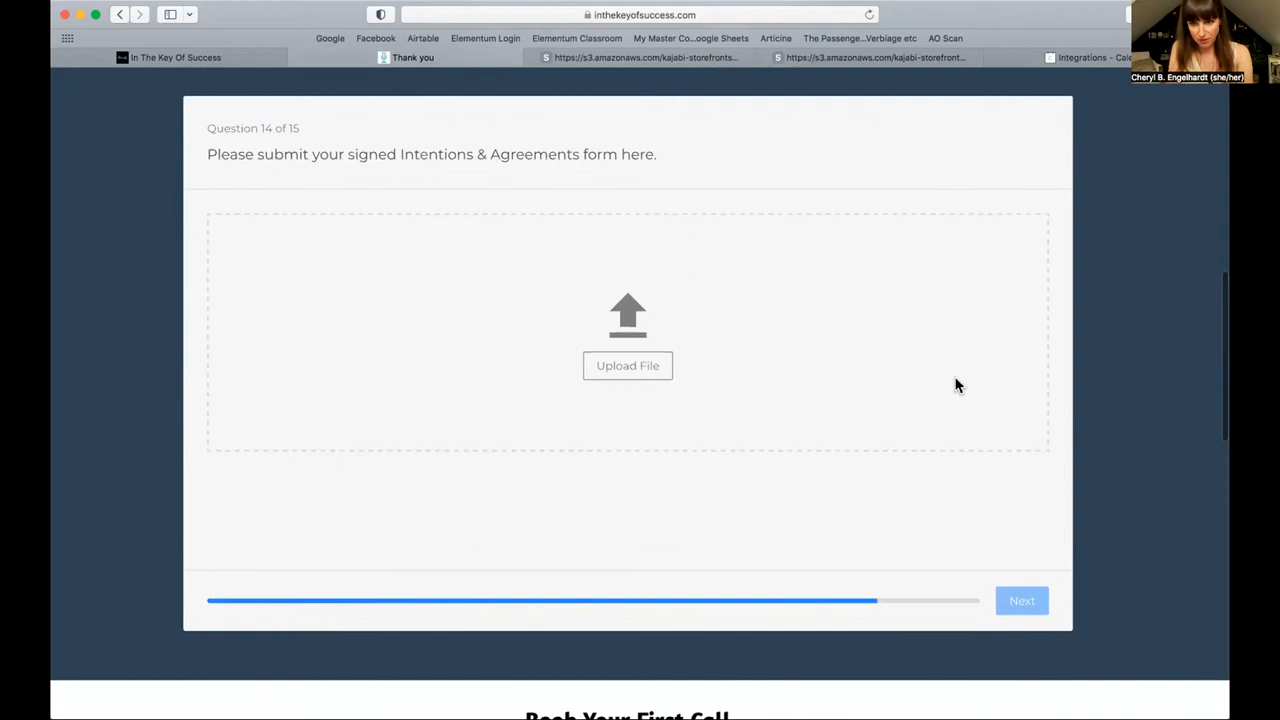 inthekeyofsuccess.com
Google Facebook Airtable Elementum Login Elementum Classroom My Master Co...oogle Sheets Articine The Passenge...Verbiage etc AO Scan
In The Key Of Success Thank you https://s3.amazonaws.com/kajabi-storefronts... https://s3.amazonaws.com/kajabi-storefront... Integrations - Cale
Cheryl B. Engelhardt (she/her)
Question 14 of 15
Please submit your signed Intentions & Agreements form here.
Upload File
Next
Book Your First Call